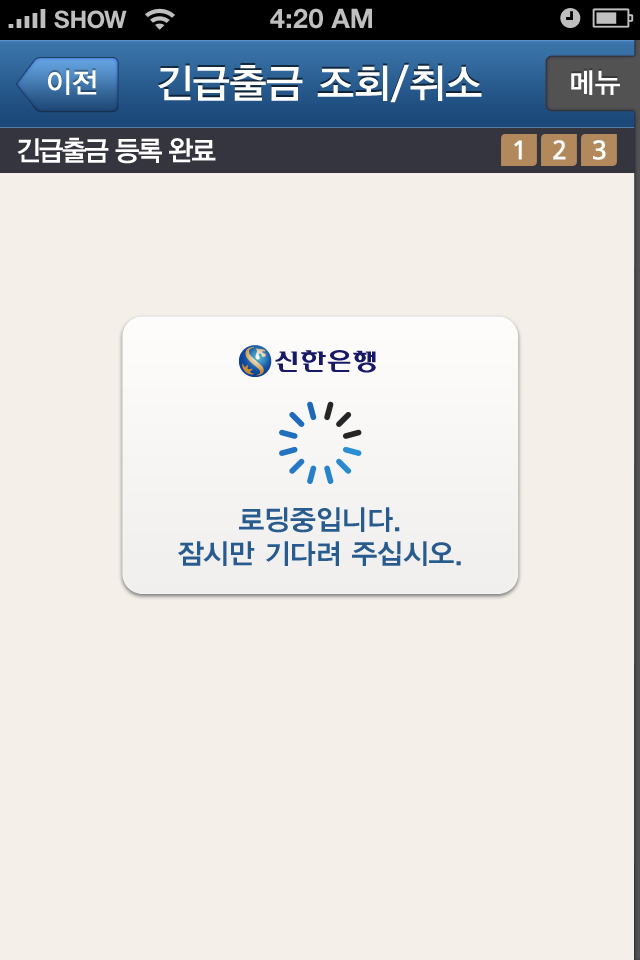 SHOW 4:20 AM
이전 긴급출금 조회/취소 메뉴
긴급출금 등록 완료 1 2 3
신한은행
로딩중입니다.
잠시만 기다려 주십시오.